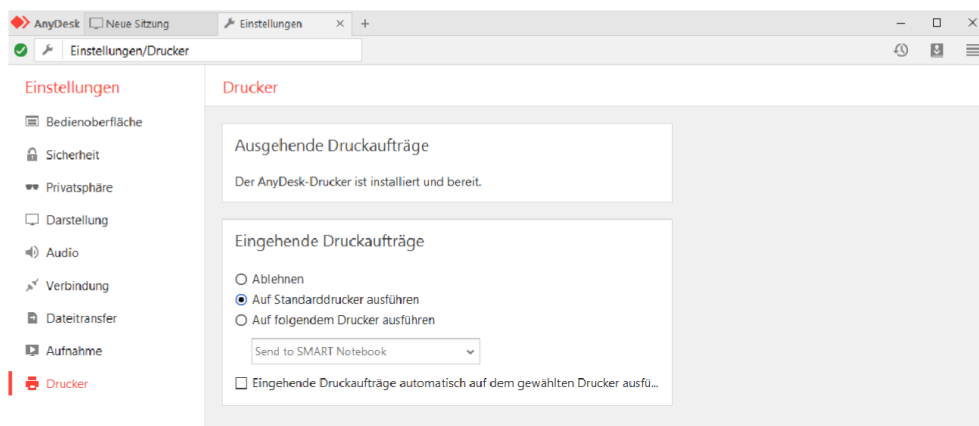 AnyDesk Neue Sitzung Einstellungen
Einstellungen/Drucker
Einstellungen
Bedienoberfläche
Sicherheit
Privatsphäre
Darstellung
Audio
Verbindung
Dateitransfer
Aufnahme
Drucker
Drucker
Ausgehende Druckaufträge
Der AnyDesk-Drucker ist installiert und bereit.
Eingehende Druckaufträge
Ablehnen
Auf Standarddrucker ausführen
Auf folgendem Drucker ausführen
Send to SMART Notebook
Eingehende Druckaufträge automatisch auf dem gewählten Drucker ausfü...